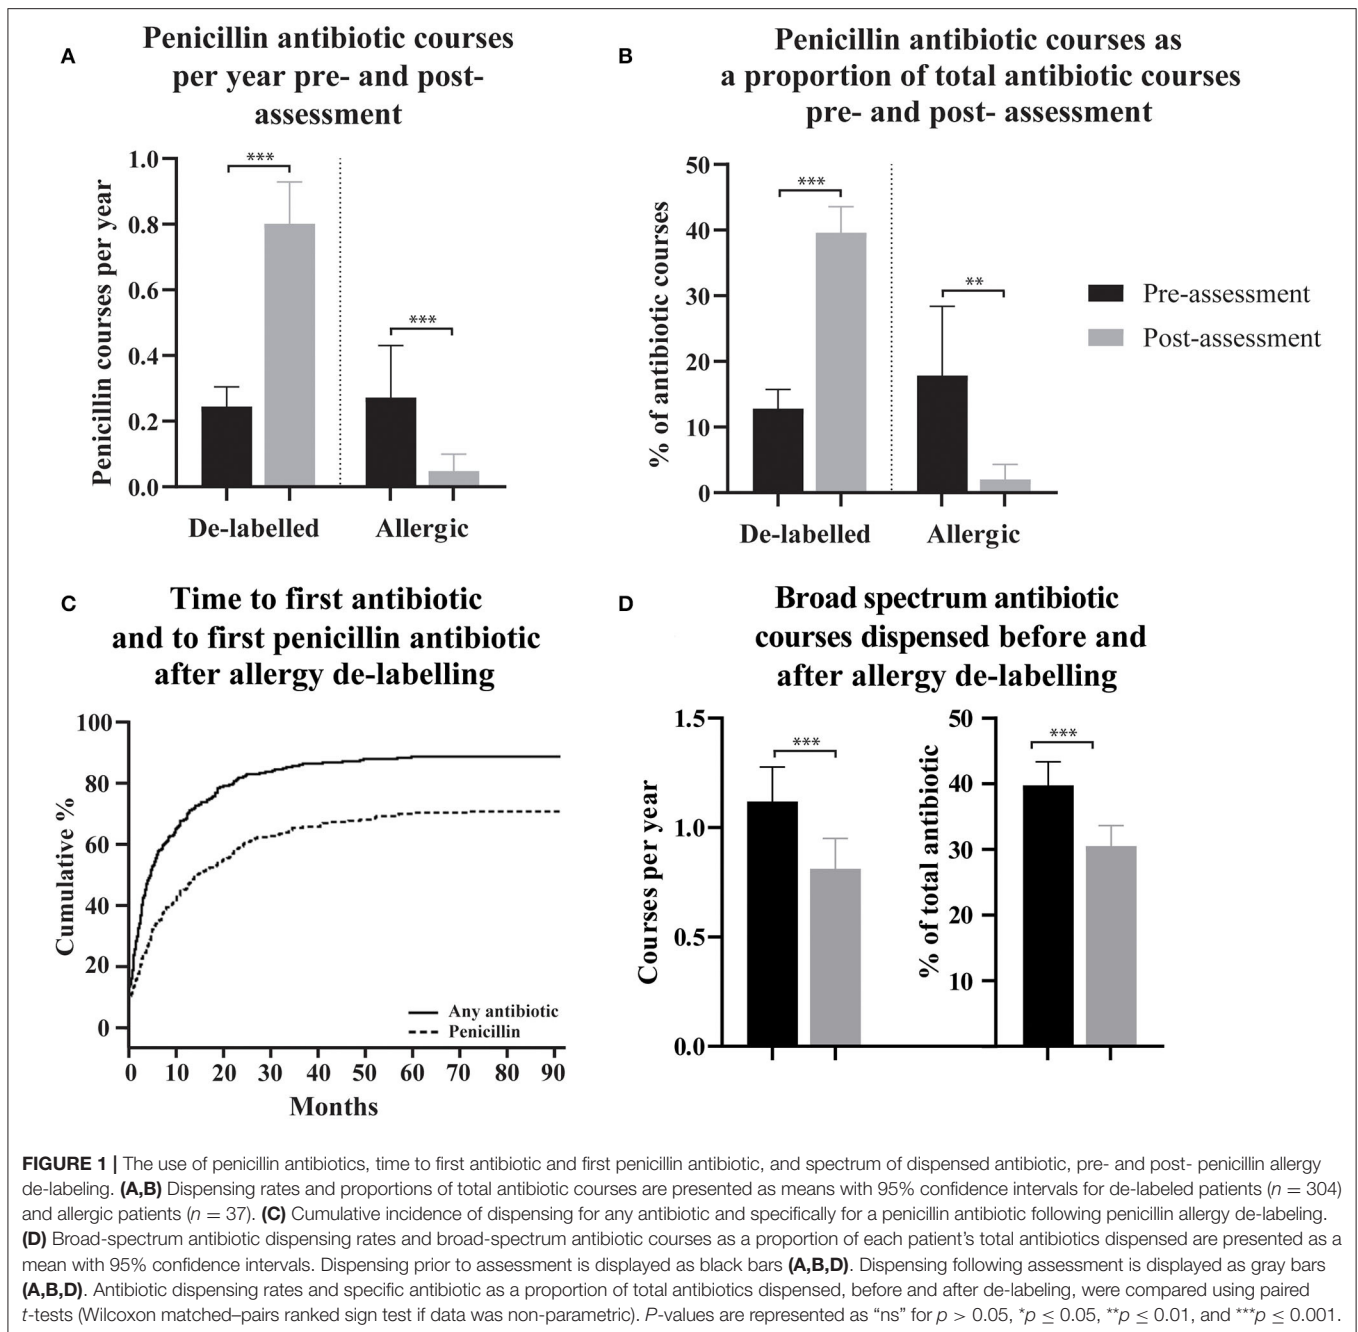 A
Penicillin antibiotic courses
per year pre- and post-
assessment
Penicillin courses per year
1.0
0.8
0.6
0.4
0.2
0.0
***
***
De-labelled
Allergic
B
Penicillin antibiotic courses as
a proportion of total antibiotic courses
pre- and post- assessment
% of antibiotic courses
50
40
30
20
10
0
***
**
De-labelled
Allergic
Pre-assessment
Post-assessment
C
Time to first antibiotic
and to first penicillin antibiotic
after allergy de-labelling
Cumulative %
100
80
60
40
20
0
Any antibiotic
Penicillin
0 10 20 30 40 50 60 70 80 90
Months
D
Broad spectrum antibiotic
courses dispensed before and
after allergy de-labelling
Courses per year
1.5
1.0
0.5
0.0
***
% of total antibiotic
50
40
30
20
10
***
FIGURE 1 | The use of penicillin antibiotics, time to first antibiotic and first penicillin antibiotic, and spectrum of dispensed antibiotic, pre- and post- penicillin allergy
de-labeling. (A,B) Dispensing rates and proportions of total antibiotic courses are presented as means with 95% confidence intervals for de-labeled patients (n = 304)
and allergic patients (n = 37). (C) Cumulative incidence of dispensing for any antibiotic and specifically for a penicillin antibiotic following penicillin allergy de-labeling.
(D) Broad-spectrum antibiotic dispensing rates and broad-spectrum antibiotic courses as a proportion of each patient's total antibiotics dispensed are presented as a
mean with 95% confidence intervals. Dispensing prior to assessment is displayed as black bars (A,B,D). Dispensing following assessment is displayed as gray bars
(A,B,D). Antibiotic dispensing rates and specific antibiotic as a proportion of total antibiotics dispensed, before and after de-labeling, were compared using paired
t-tests (Wilcoxon matched–pairs ranked sign test if data was non-parametric). P-values are represented as “ns” for p > 0.05, *p ≤ 0.05, **p ≤ 0.01, and ***p ≤ 0.001.